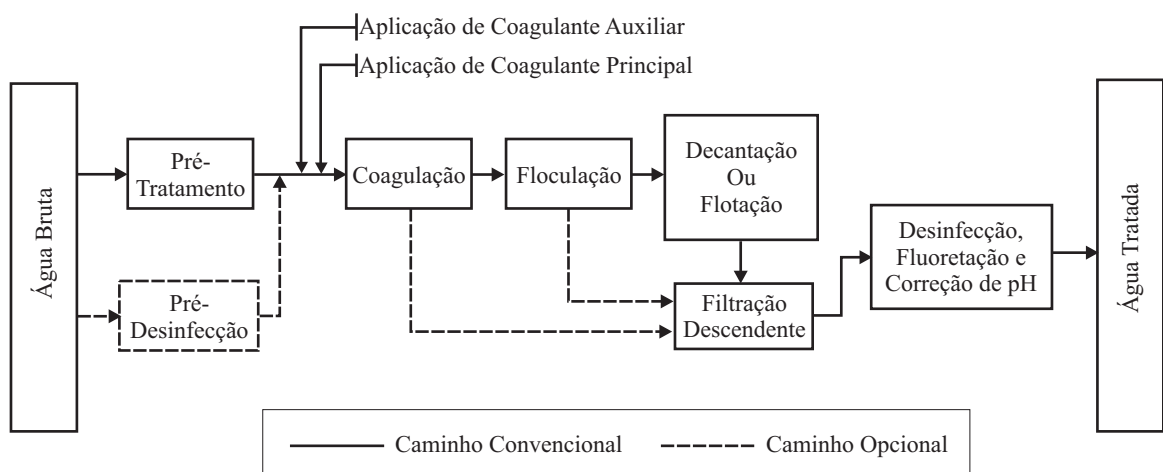 Aplicação de Coagulante Auxiliar
Aplicação de Coagulante Principal
Água Bruta
Pré-
Tratamento
Coagulação
Floculação
Decantação
Ou
Flotação
Pré-
Desinfecção
Filtração
Descendente
Desinfecção,
Fluoretação e
Correção de pH
Água Tratada
Caminho Convencional
Caminho Opcional